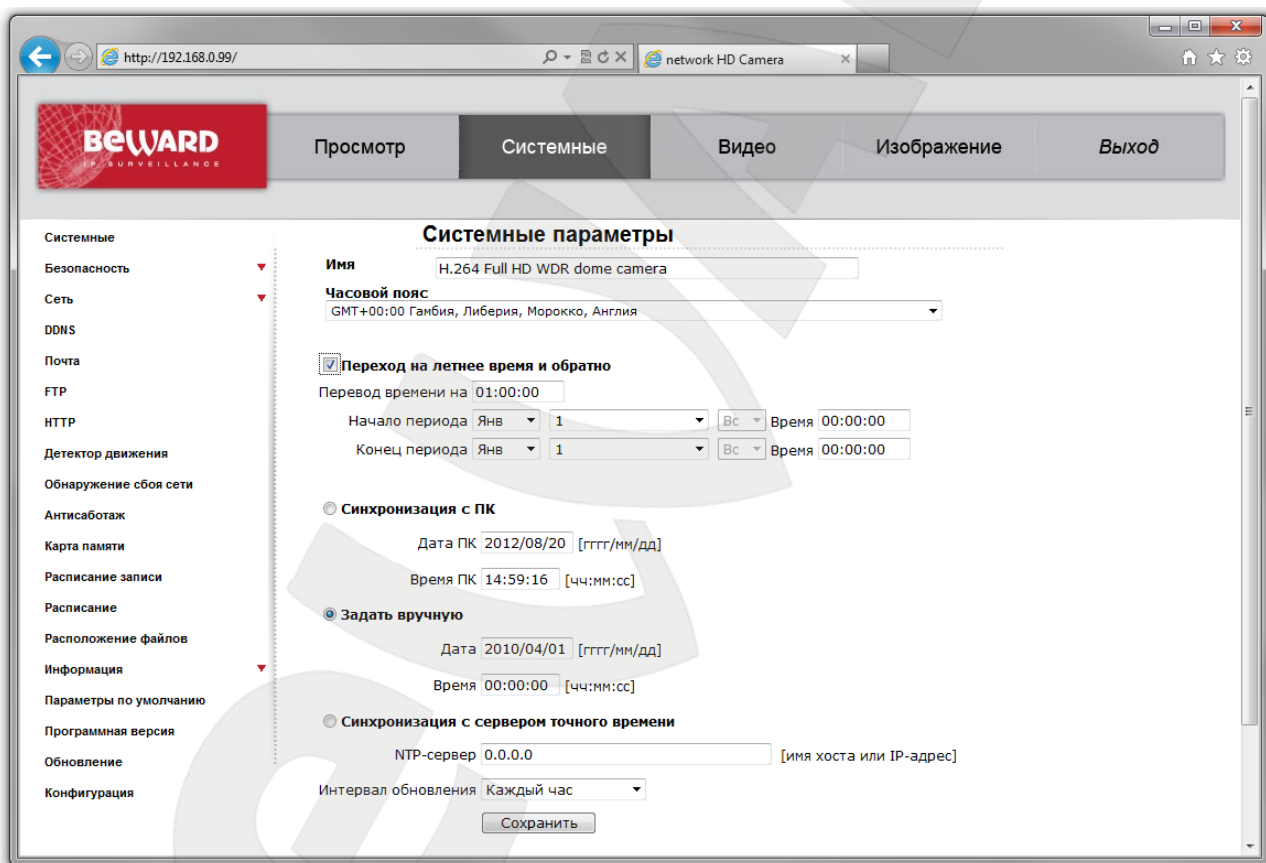 http://192.168.0.99/
network HD Camera
BEWARD
IP SURVEILLANCE
Просмотр
Системные
Видео
Изображение
Выход
Системные
Безопасность
Сеть
DDNS
Почта
FTP
HTTP
Детектор движения
Обнаружение сбоя сети
Антисаботаж
Карта памяти
Расписание записи
Расписание
Расположение файлов
Информация
Параметры по умолчанию
Программная версия
Обновление
Конфигурация
Системные параметры
Имя H.264 Full HD WDR dome camera
Часовой пояс
GMT+00:00 Гамбия, Либерия, Морокко, Англия
Переход на летнее время и обратно
Перевод времени на 01:00:00
Начало периода Янв 1 Вс Время 00:00:00
Конец периода Янв 1 Вс Время 00:00:00
Синхронизация с ПК
Дата ПК 2012/08/20 [гггг/мм/дд]
Время ПК 14:59:16 [чч:мм:сс]
Задать вручную
Дата 2010/04/01 [гггг/мм/дд]
Время 00:00:00 [чч:мм:сс]
Синхронизация с сервером точного времени
NTP-сервер 0.0.0.0 [имя хоста или IP-адрес]
Интервал обновления Каждый час
Сохранить